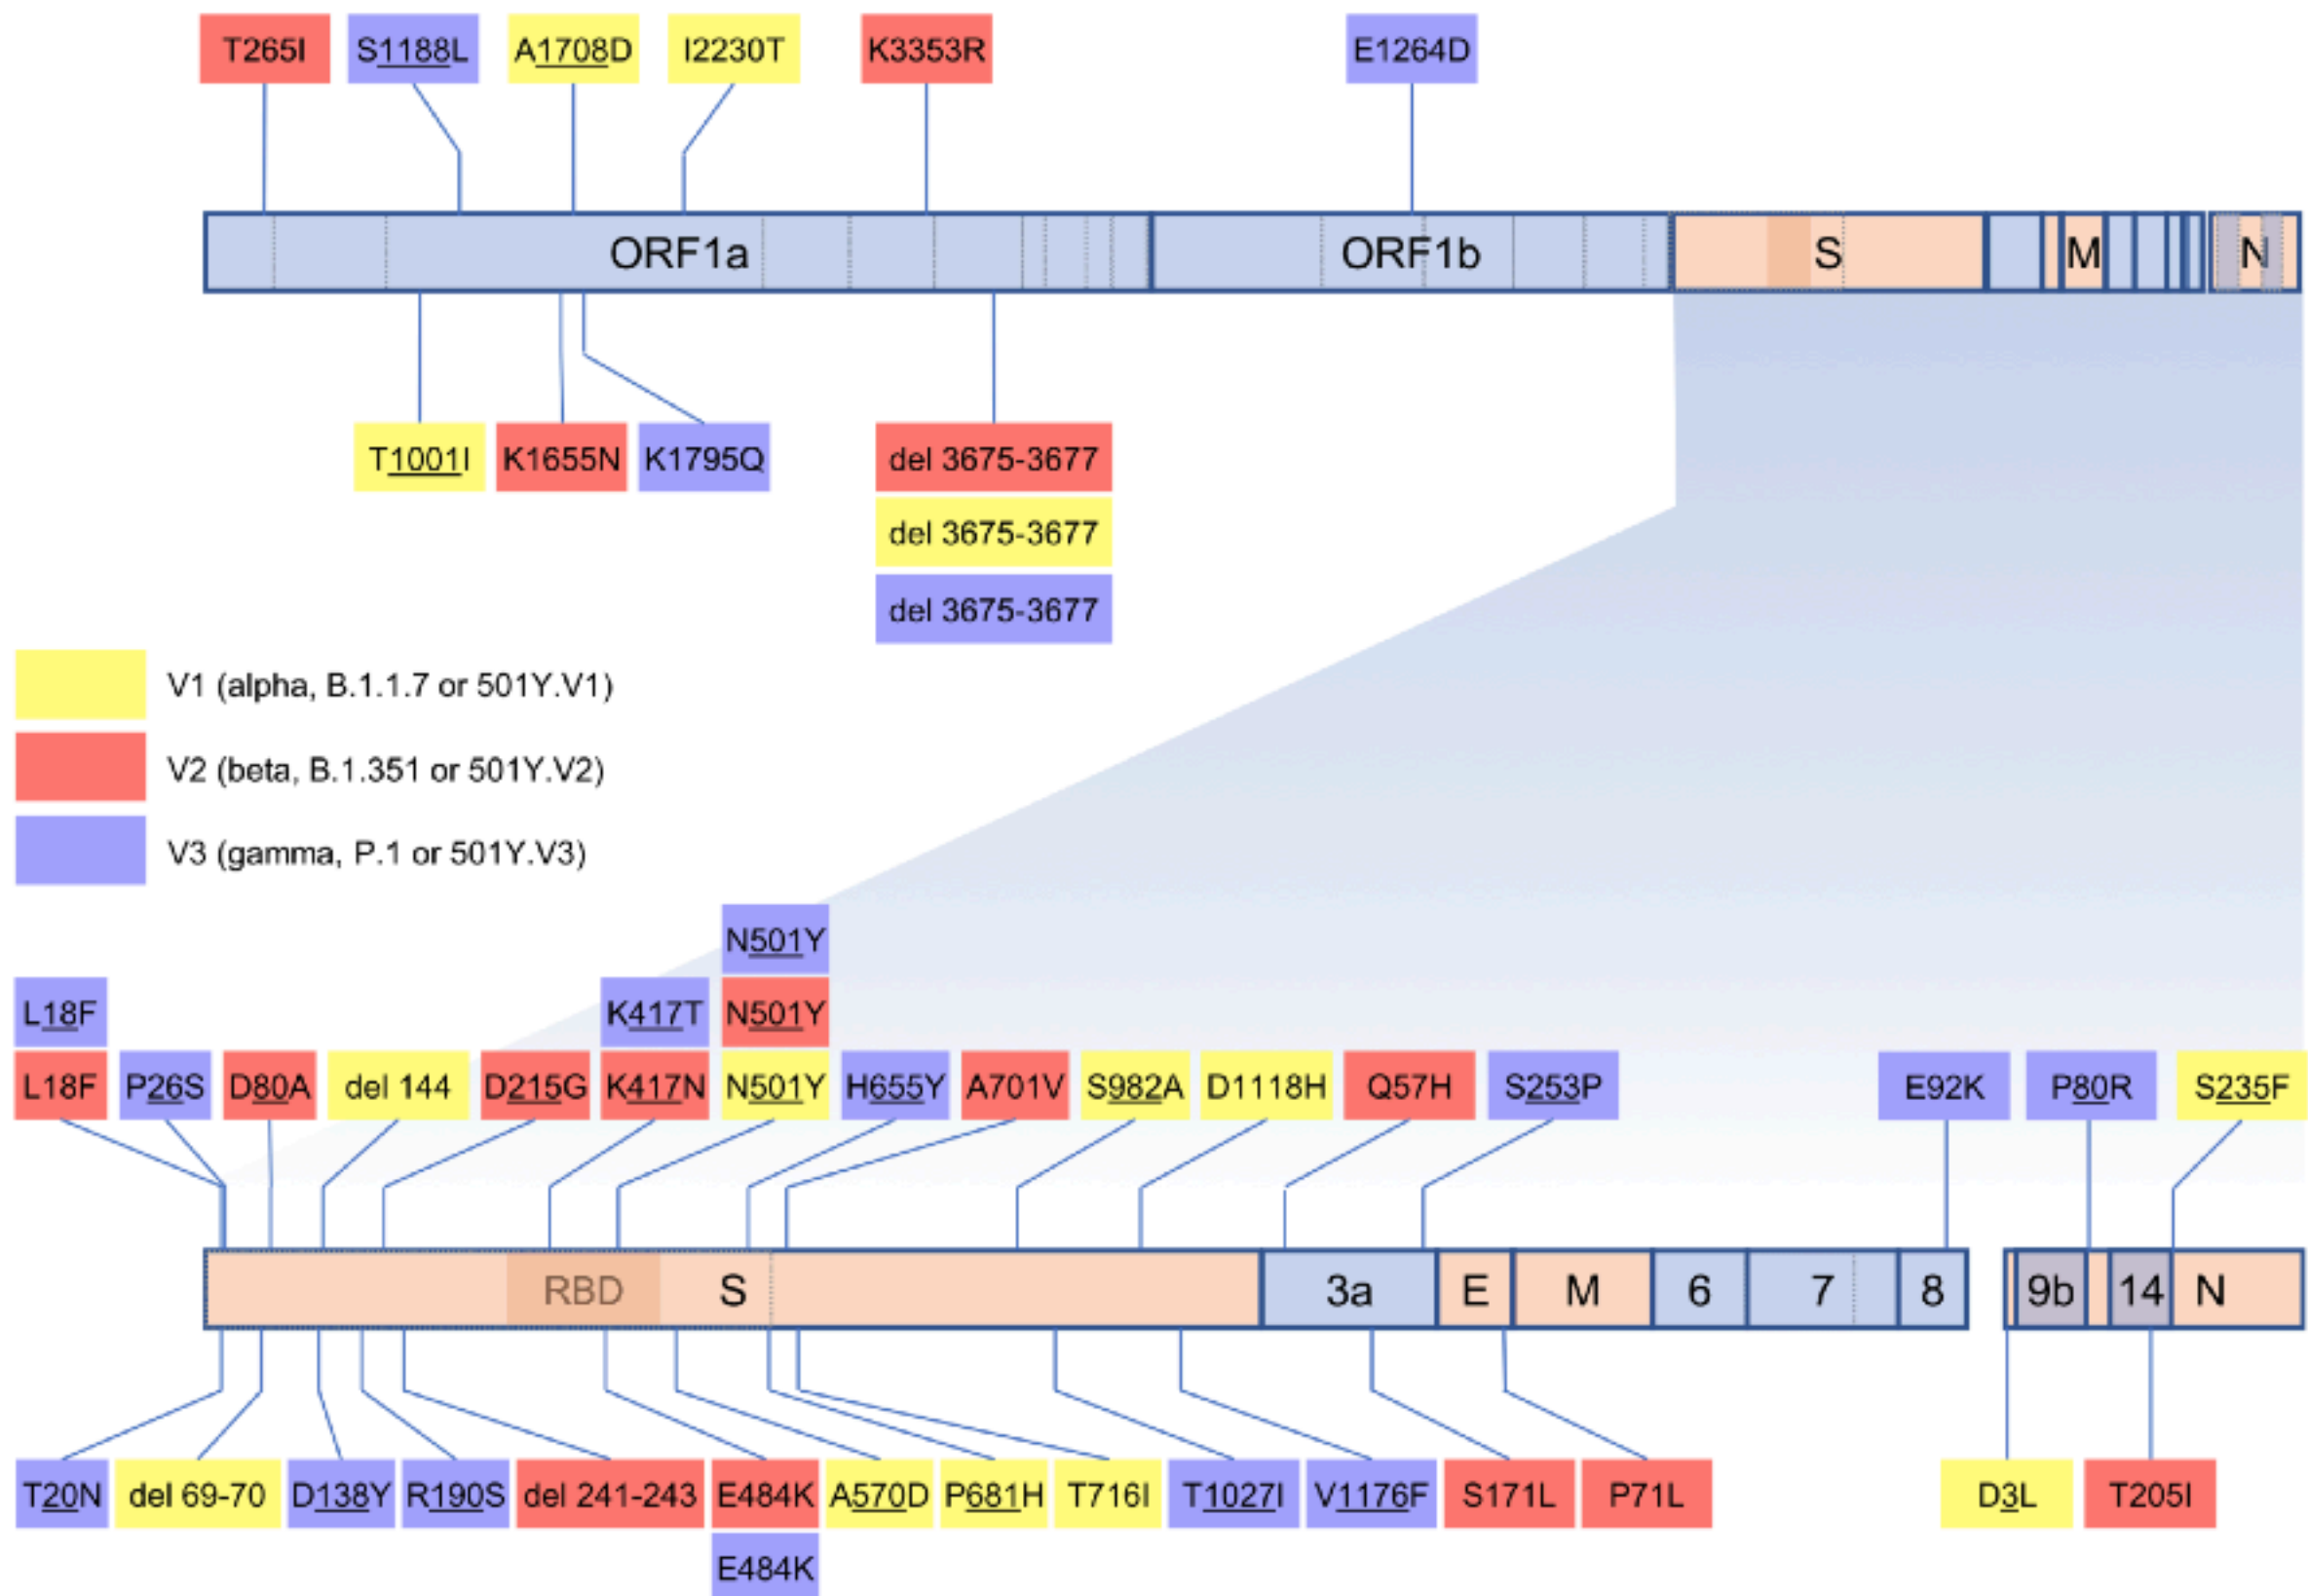 T265I S1188L A1708D I2230T K3353R E1264D
ORF1a ORF1b S M N
T1001I K1655N K1795Q del 3675-3677
del 3675-3677
del 3675-3677
V1 (alpha, B.1.1.7 or 501Y.V1)
V2 (beta, B.1.351 or 501Y.V2)
V3 (gamma, P.1 or 501Y.V3)
N501Y
L18F K417T N501Y
L18F P26S D80A del 144 D215G K417N N501Y H655Y A701V S982A D1118H Q57H S253P E92K P80R S235F
RBD S 3a E M 6 7 8 9b 14 N
T20N del 69-70 D138Y R190S del 241-243 E484K A570D P681H T716I T1027I V1176F S171L P71L D3L T205I
E484K